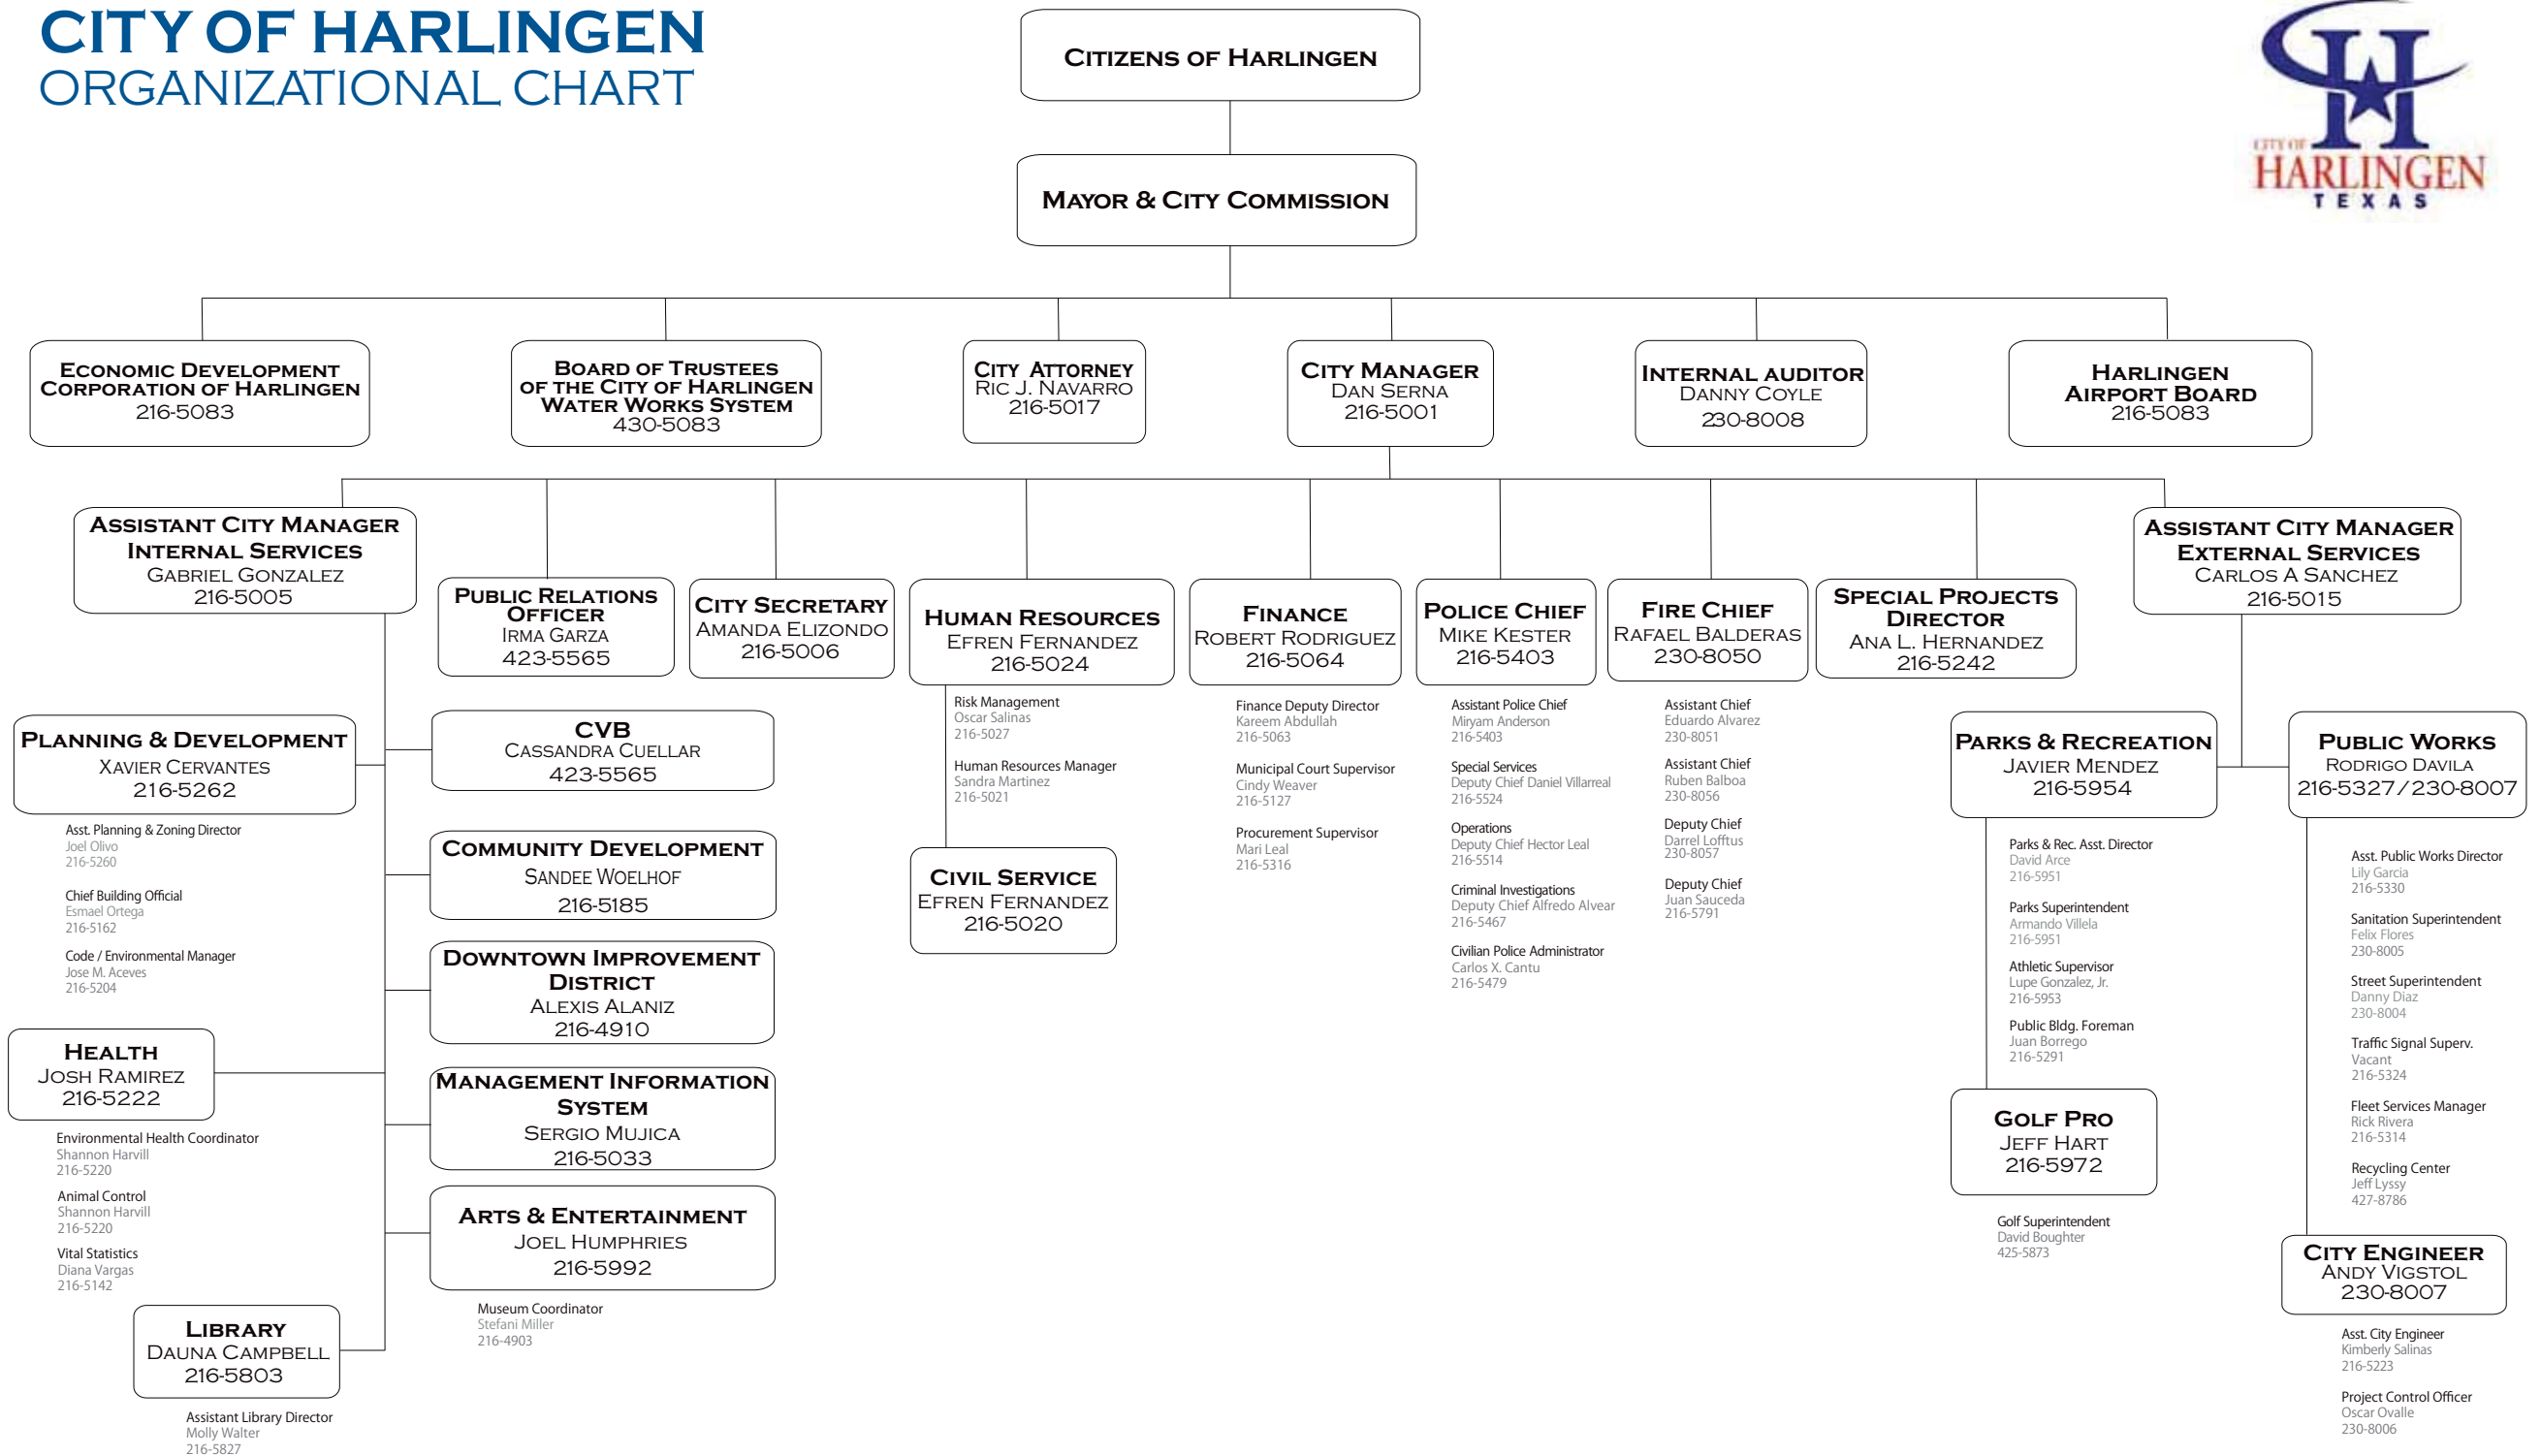 CITY OF HARLINGEN
ORGANIZATIONAL CHART
CITIZENS OF HARLINGEN
CITY OF
HARLINGEN
TEXAS
MAYOR & CITY COMMISSION
ECONOMIC DEVELOPMENT
CORPORATION OF HARLINGEN
216-5083
BOARD OF TRUSTEES
OF THE CITY OF HARLINGEN
WATER WORKS SYSTEM
430-5083
CITY ATTORNEY
RIC J. NAVARRO
216-5017
CITY MANAGER
DAN SERNA
216-5001
INTERNAL AUDITOR
DANNY COYLE
230-8008
HARLINGEN
AIRPORT BOARD
216-5083
ASSISTANT CITY MANAGER
INTERNAL SERVICES
GABRIEL GONZALEZ
216-5005
PUBLIC RELATIONS
OFFICER
IRMA GARZA
423-5565
CITY SECRETARY
AMANDA ELIZONDO
216-5006
HUMAN RESOURCES
EFREN FERNANDEZ
216-5024
FINANCE
ROBERT RODRIGUEZ
216-5064
POLICE CHIEF
MIKE KESTER
216-5403
FIRE CHIEF
RAFAEL BALDERAS
230-8050
SPECIAL PROJECTS
DIRECTOR
ANA L. HERNANDEZ
216-5242
ASSISTANT CITY MANAGER
EXTERNAL SERVICES
CARLOS A SANCHEZ
216-5015
PLANNING & DEVELOPMENT
XAVIER CERVANTES
216-5262
Asst. Planning & Zoning Director
Joel Olivo
216-5260
Chief Building Official
Esmael Ortega
216-5162
Code / Environmental Manager
Jose M. Aceves
216-5204
HEALTH
JOSH RAMIREZ
216-5222
Environmental Health Coordinator
Shannon Harvill
216-5220
Animal Control
Shannon Harvill
216-5220
Vital Statistics
Diana Vargas
216-5142
LIBRARY
DAUNA CAMPBELL
216-5803
Assistant Library Director
Molly Walter
216-5827
CVB
CASSANDRA CUELLAR
423-5565
COMMUNITY DEVELOPMENT
SANDEE WOELHOF
216-5185
DOWNTOWN IMPROVEMENT
DISTRICT
ALEXIS ALANIZ
216-4910
MANAGEMENT INFORMATION
SYSTEM
SERGIO MUJICA
216-5033
ARTS & ENTERTAINMENT
JOEL HUMPHRIES
216-5992
Museum Coordinator
Stefani Miller
216-4903
Risk Management
Oscar Salinas
216-5027
Human Resources Manager
Sandra Martinez
216-5021
CIVIL SERVICE
EFREN FERNANDEZ
216-5020
Finance Deputy Director
Kareem Abdullah
216-5063
Municipal Court Supervisor
Cindy Weaver
216-5127
Procurement Supervisor
Mari Leal
216-5316
Assistant Police Chief
Miryam Anderson
216-5403
Special Services
Deputy Chief Daniel Villarreal
216-5524
Operations
Deputy Chief Hector Leal
216-5514
Criminal Investigations
Deputy Chief Alfredo Alvear
216-5467
Civilian Police Administrator
Carlos X. Cantu
216-5479
Assistant Chief
Eduardo Alvarez
230-8051
Assistant Chief
Ruben Balboa
230-8056
Deputy Chief
Darrel Lofftus
230-8057
Deputy Chief
Juan Sauceda
216-5791
PARKS & RECREATION
JAVIER MENDEZ
216-5954
Parks & Rec. Asst. Director
David Arce
216-5951
Parks Superintendent
Armando Villela
216-5951
Athletic Supervisor
Lupe Gonzalez, Jr.
216-5953
Public Bldg. Foreman
Juan Borrego
216-5291
GOLF PRO
JEFF HART
216-5972
Golf Superintendent
David Boughter
425-5873
PUBLIC WORKS
RODRIGO DAVILA
216-5327/230-8007
Asst. Public Works Director
Lily Garcia
216-5330
Sanitation Superintendent
Felix Flores
230-8005
Street Superintendent
Danny Diaz
230-8004
Traffic Signal Superv.
Vacant
216-5324
Fleet Services Manager
Rick Rivera
216-5314
Recycling Center
Jeff Lyssy
427-8786
CITY ENGINEER
ANDY VIGSTOL
230-8007
Asst. City Engineer
Kimberly Salinas
216-5223
Project Control Officer
Oscar Ovalle
230-8006